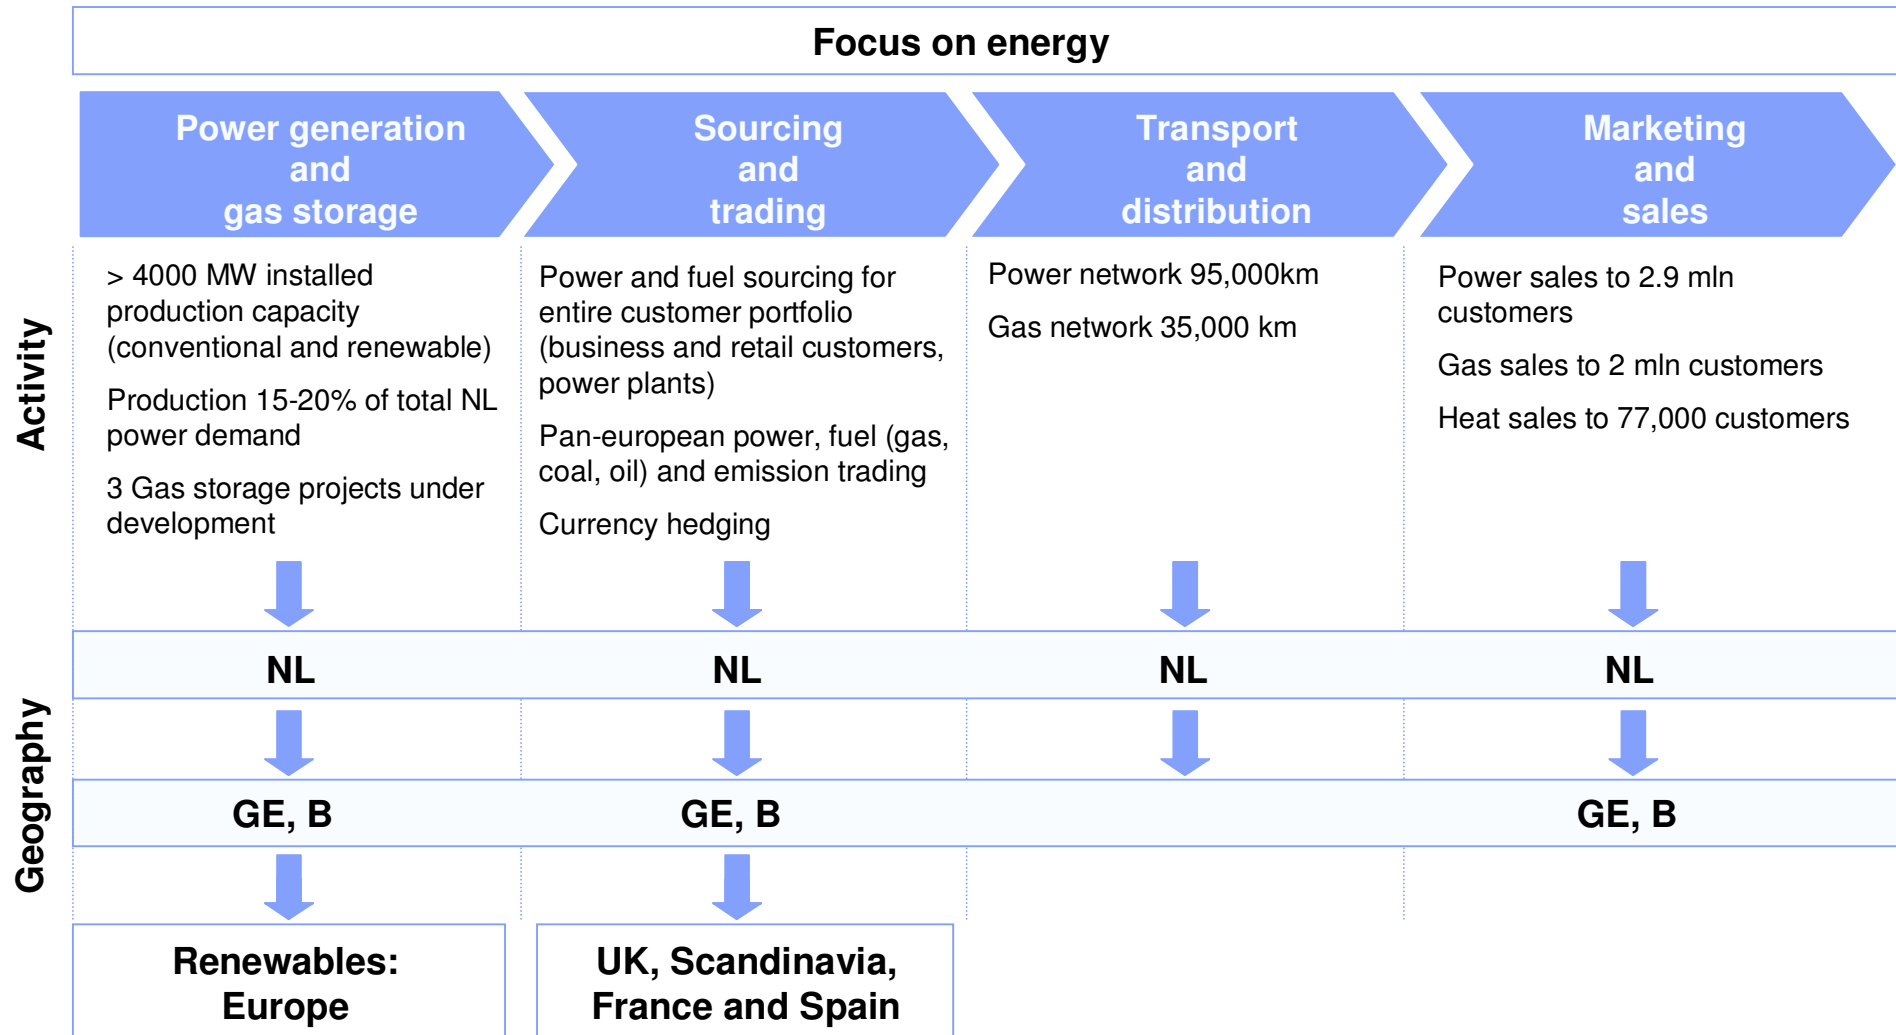 Focus on energy
Power generation
and
gas storage
Sourcing
and
trading
Transport
and
distribution
Marketing
and
sales
Activity
> 4000 MW installed
production capacity
(conventional and renewable)
Production 15-20% of total NL
power demand
3 Gas storage projects under
development
Power and fuel sourcing for
entire customer portfolio
(business and retail customers,
power plants)
Pan-european power, fuel (gas,
coal, oil) and emission trading
Currency hedging
Power network 95,000km
Gas network 35,000 km
Power sales to 2.9 mln
customers
Gas sales to 2 mln customers
Heat sales to 77,000 customers
Geography
NL
NL
NL
NL
GE, B
GE, B
GE, B
Renewables:
Europe
UK, Scandinavia,
France and Spain